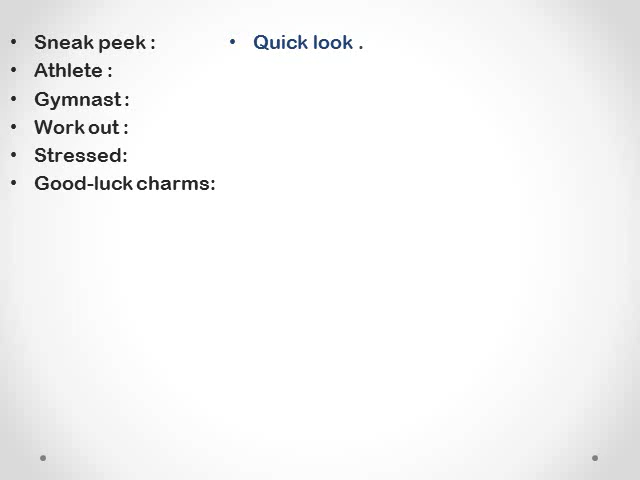 • Sneak peek :
• Athlete :
• Gymnast :
• Work out :
• Stressed:
• Good-luck charms:
• Quick look .